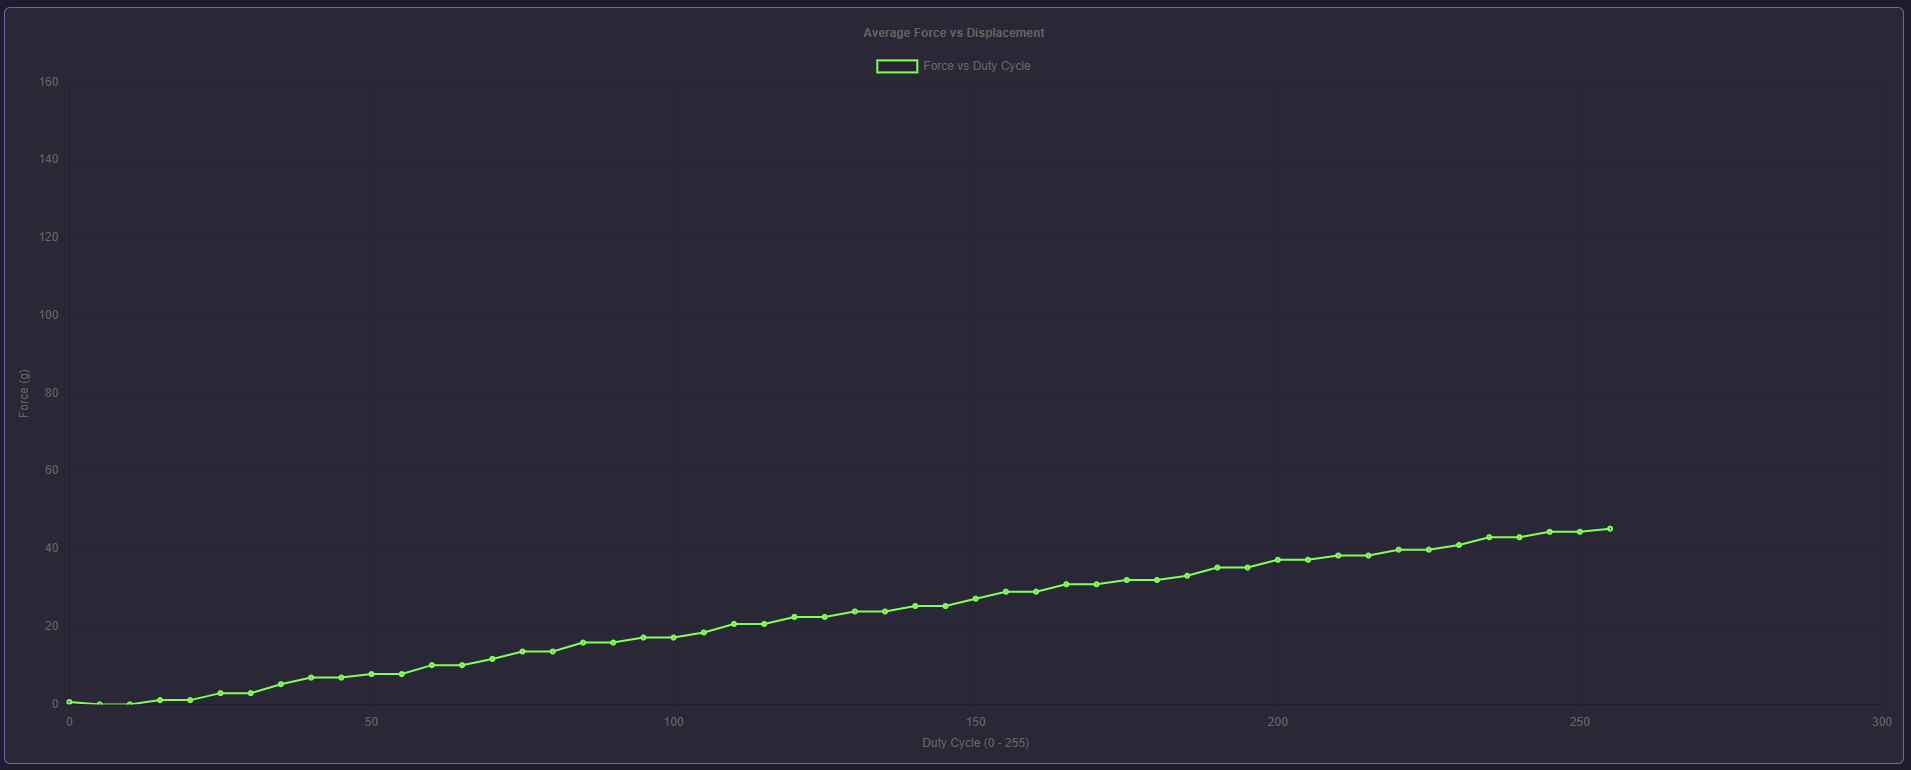 Average Force vs Displacement
Force vs Duty Cycle
160
140
120
100
80
60
40
20
0
Force (g)
0 50 100 150 200 250 300
Duty Cycle (0 - 255)